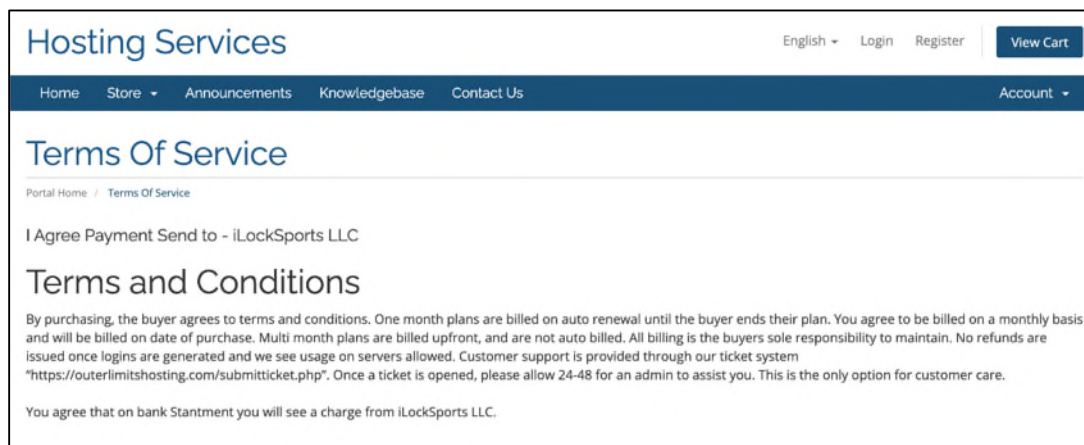 Hosting Services
English Login Register View Cart
Home Store Announcements Knowledgebase Contact Us Account
Terms Of Service
Portal Home / Terms Of Service
I Agree Payment Send to - iLockSports LLC
Terms and Conditions
By purchasing, the buyer agrees to terms and conditions. One month plans are billed on auto renewal until the buyer ends their plan. You agree to be billed on a monthly basis
and will be billed on date of purchase. Multi month plans are billed upfront, and are not auto billed. All billing is the buyers sole responsibility to maintain. No refunds are
issued once logins are generated and we see usage on servers allowed. Customer support is provided through our ticket system
"https://outerlimitshosting.com/submitticket.php". Once a ticket is opened, please allow 24-48 for an admin to assist you. This is the only option for customer care.
You agree that on bank Stantment you will see a charge from iLockSports LLC.